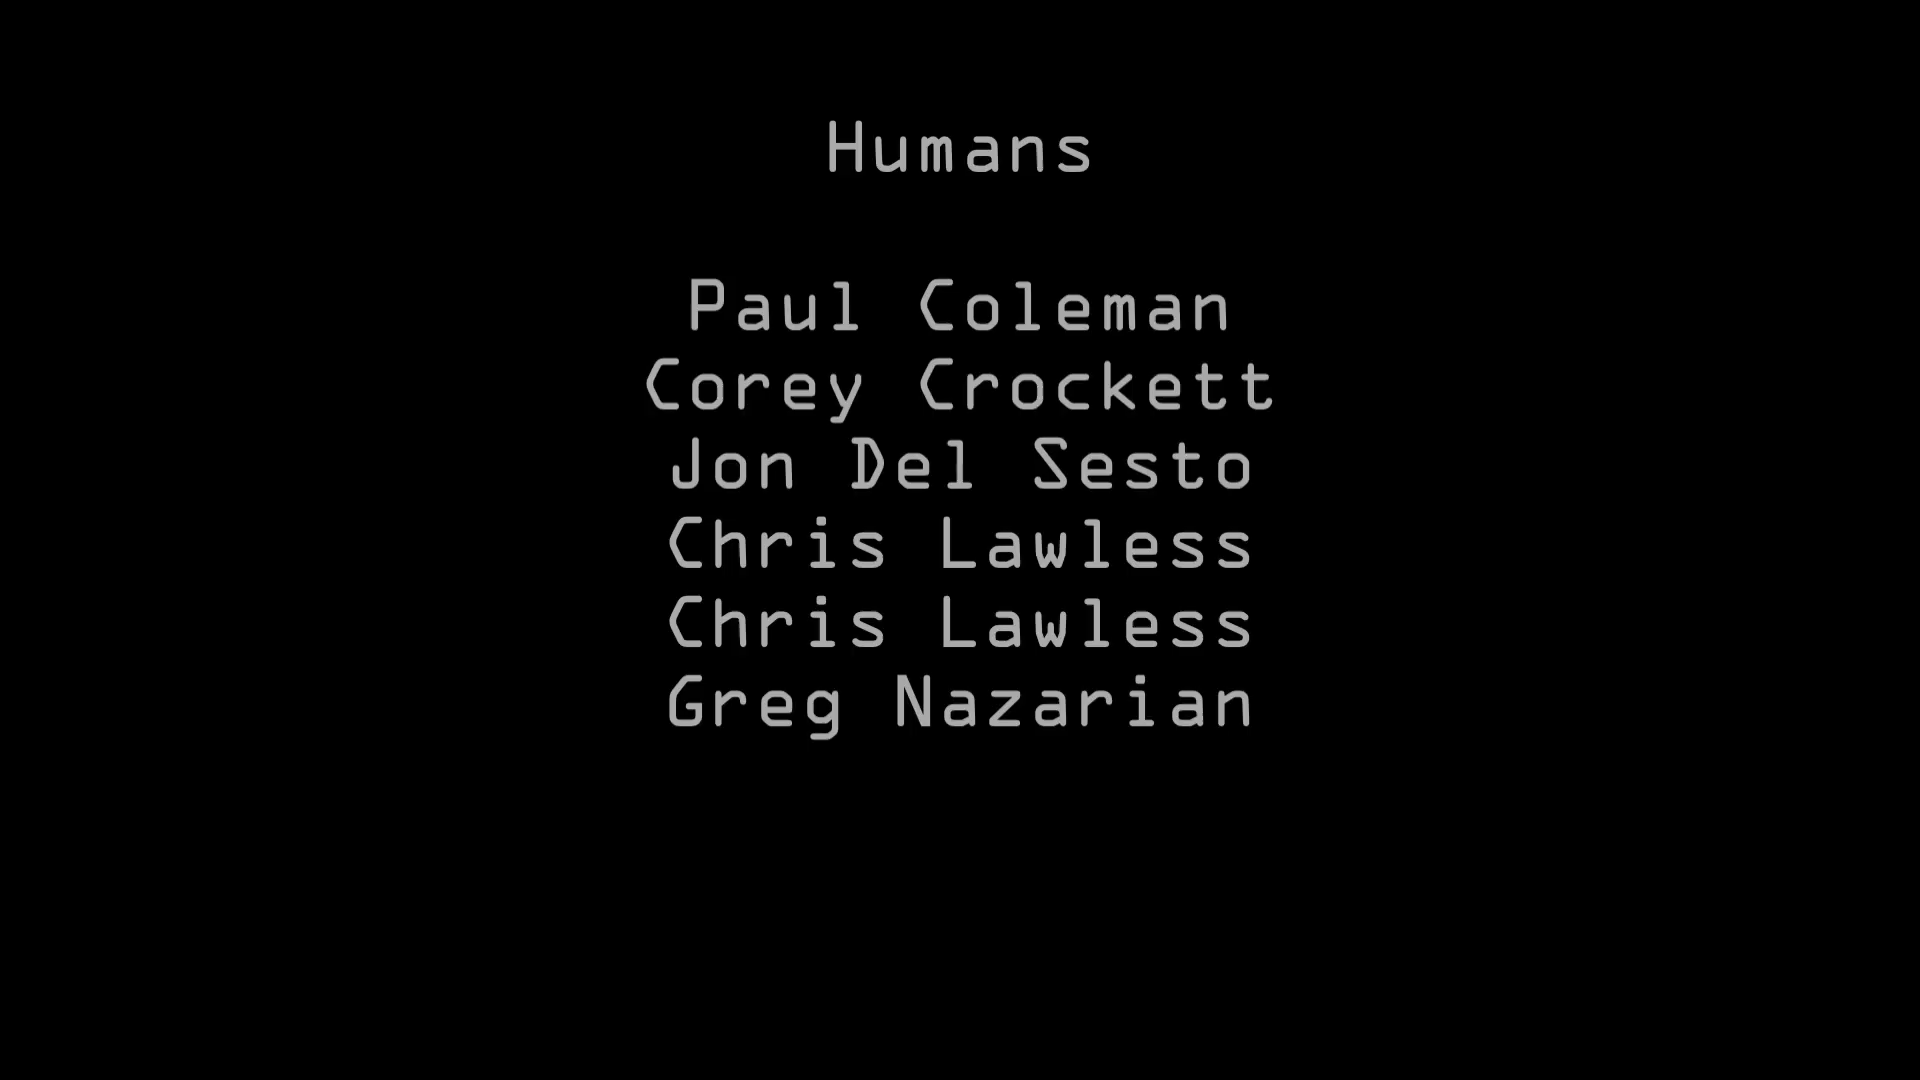 Humans
Paul Coleman
Corey Crockett
Jon Del Sesto
Chris Lawless
Chris Lawless
Greg Nazarian